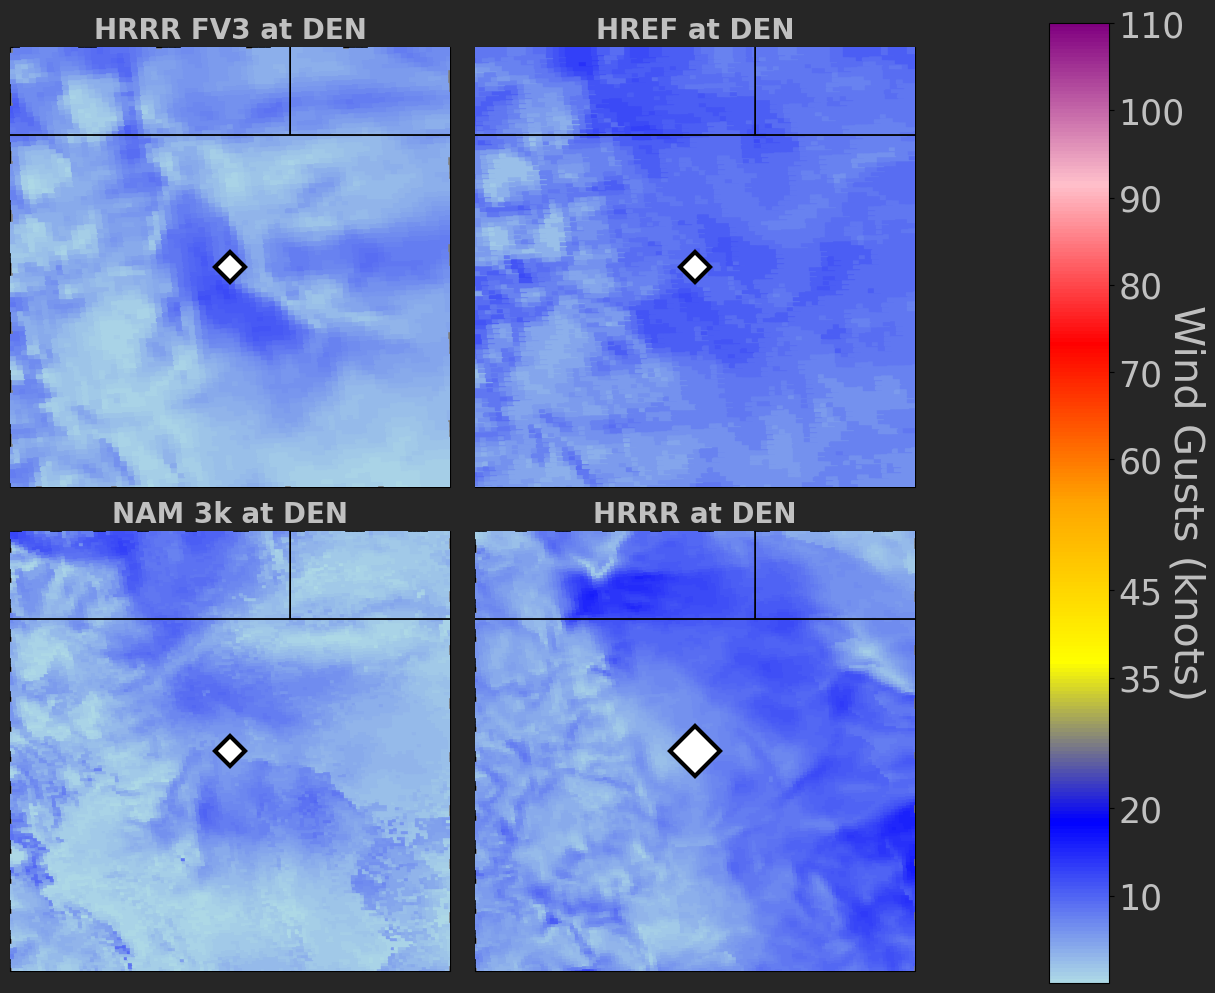 HRRR FV3 at DEN
HREF at DEN
NAM 3k at DEN
HRRR at DEN
110
100
90
80
70
60
45
35
20
10
Wind Gusts (knots)